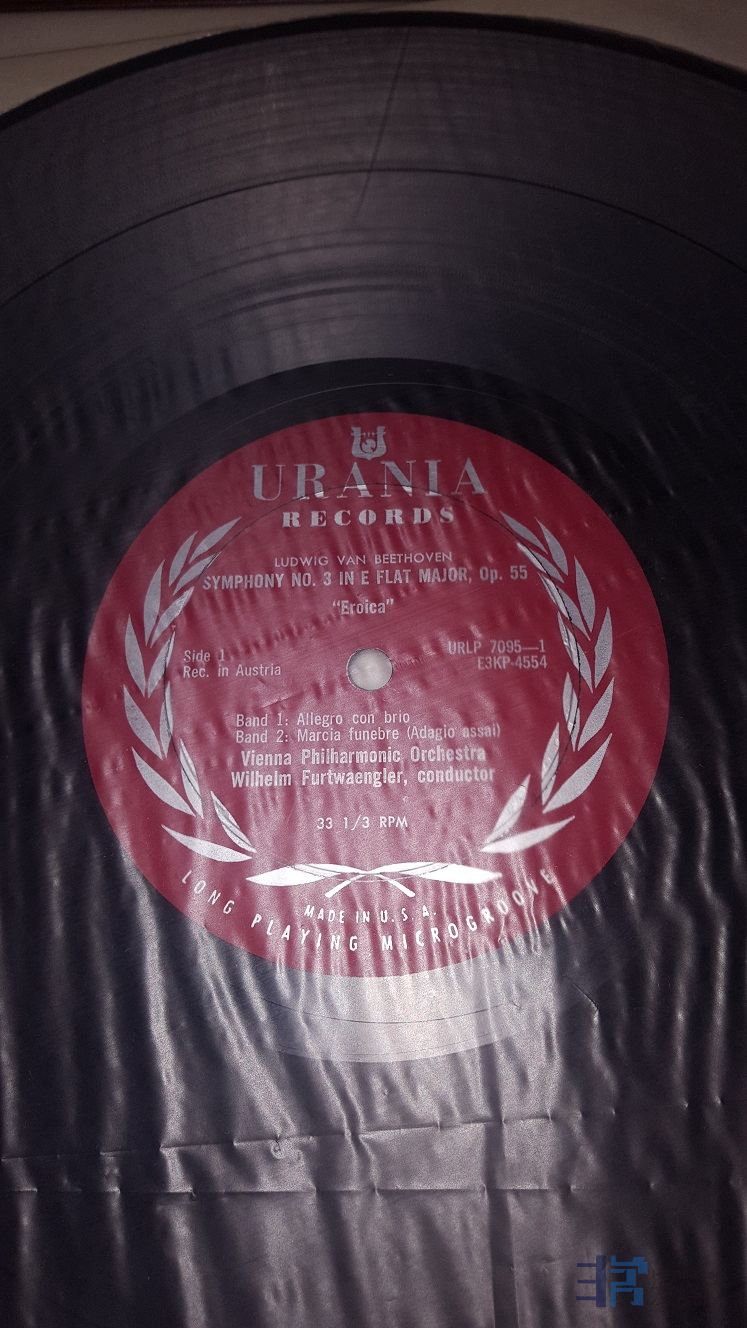 URANIA
RECORDS
LUDWIG VAN BEETHOVEN
SYMPHONY NO. 3 IN E FLAT MAJOR, Op. 55
"Eroica"
Side 1
Rec. in Austria
URLP 7095—1
E3KP-4554
Band 1: Allegro con brio
Band 2: Marcia funebre (Adagio assai)
Vienna Philharmonic Orchestra
Wilhelm Furtwaengler, conductor
33 1/3 RPM
MADE IN U. S. A.
LONG PLAYING MICROGROOVE